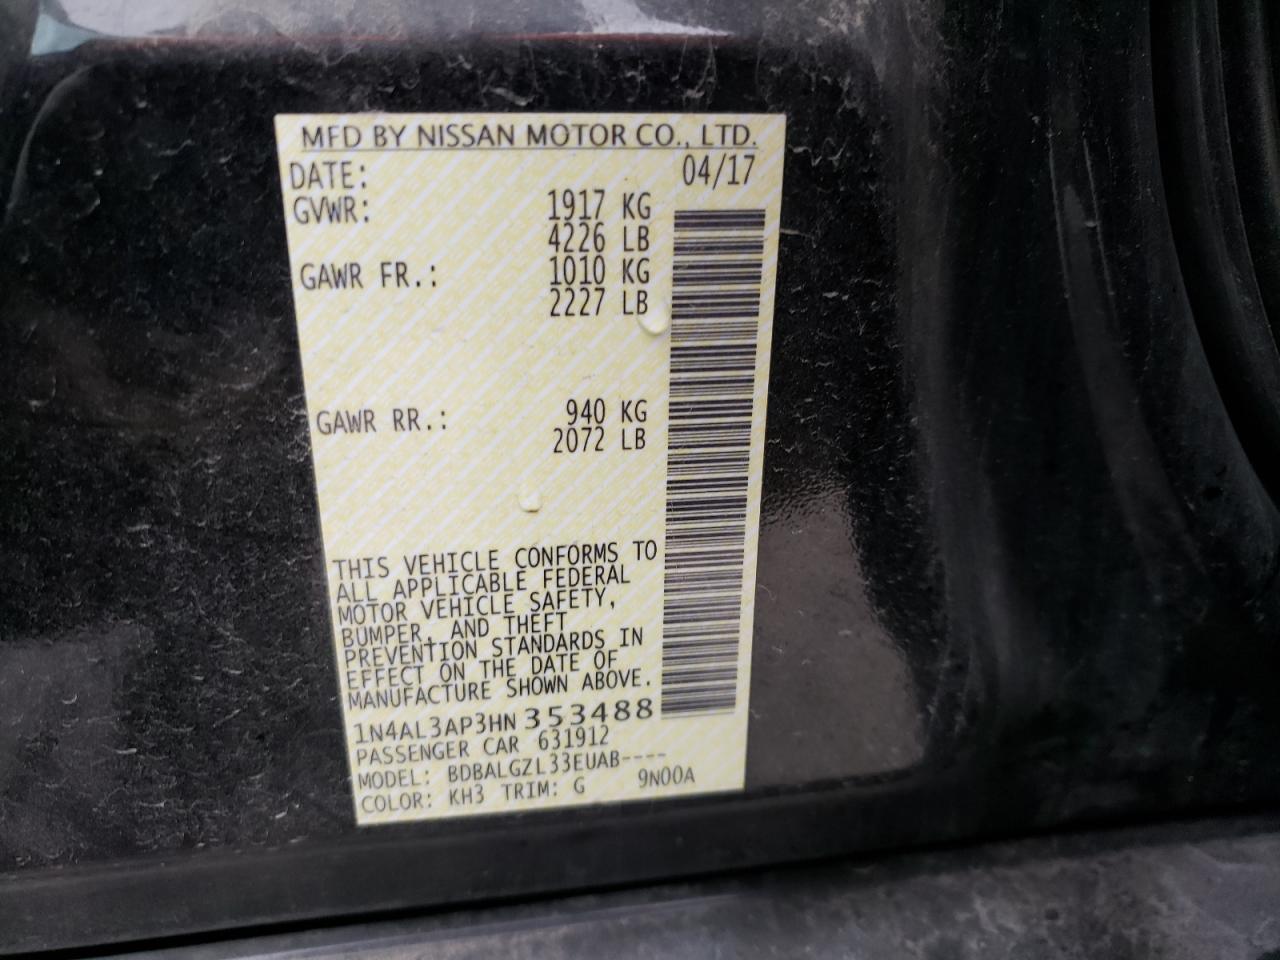 MFD BY NISSAN MOTOR CO., LTD.
DATE: 04/17
GVWR: 1917 KG
4226 LB
GAWR FR.: 1010 KG
2227 LB
GAWR RR.: 940 KG
2072 LB
THIS VEHICLE CONFORMS TO
ALL APPLICABLE FEDERAL
MOTOR VEHICLE SAFETY,
BUMPER, AND THEFT
PREVENTION STANDARDS IN
EFFECT ON THE DATE OF
MANUFACTURE SHOWN ABOVE.
1N4AL3AP3HN353488
PASSENGER CAR 631912
MODEL: BDBALGZL33EUAB----
COLOR: KH3 TRIM: G 9N00A